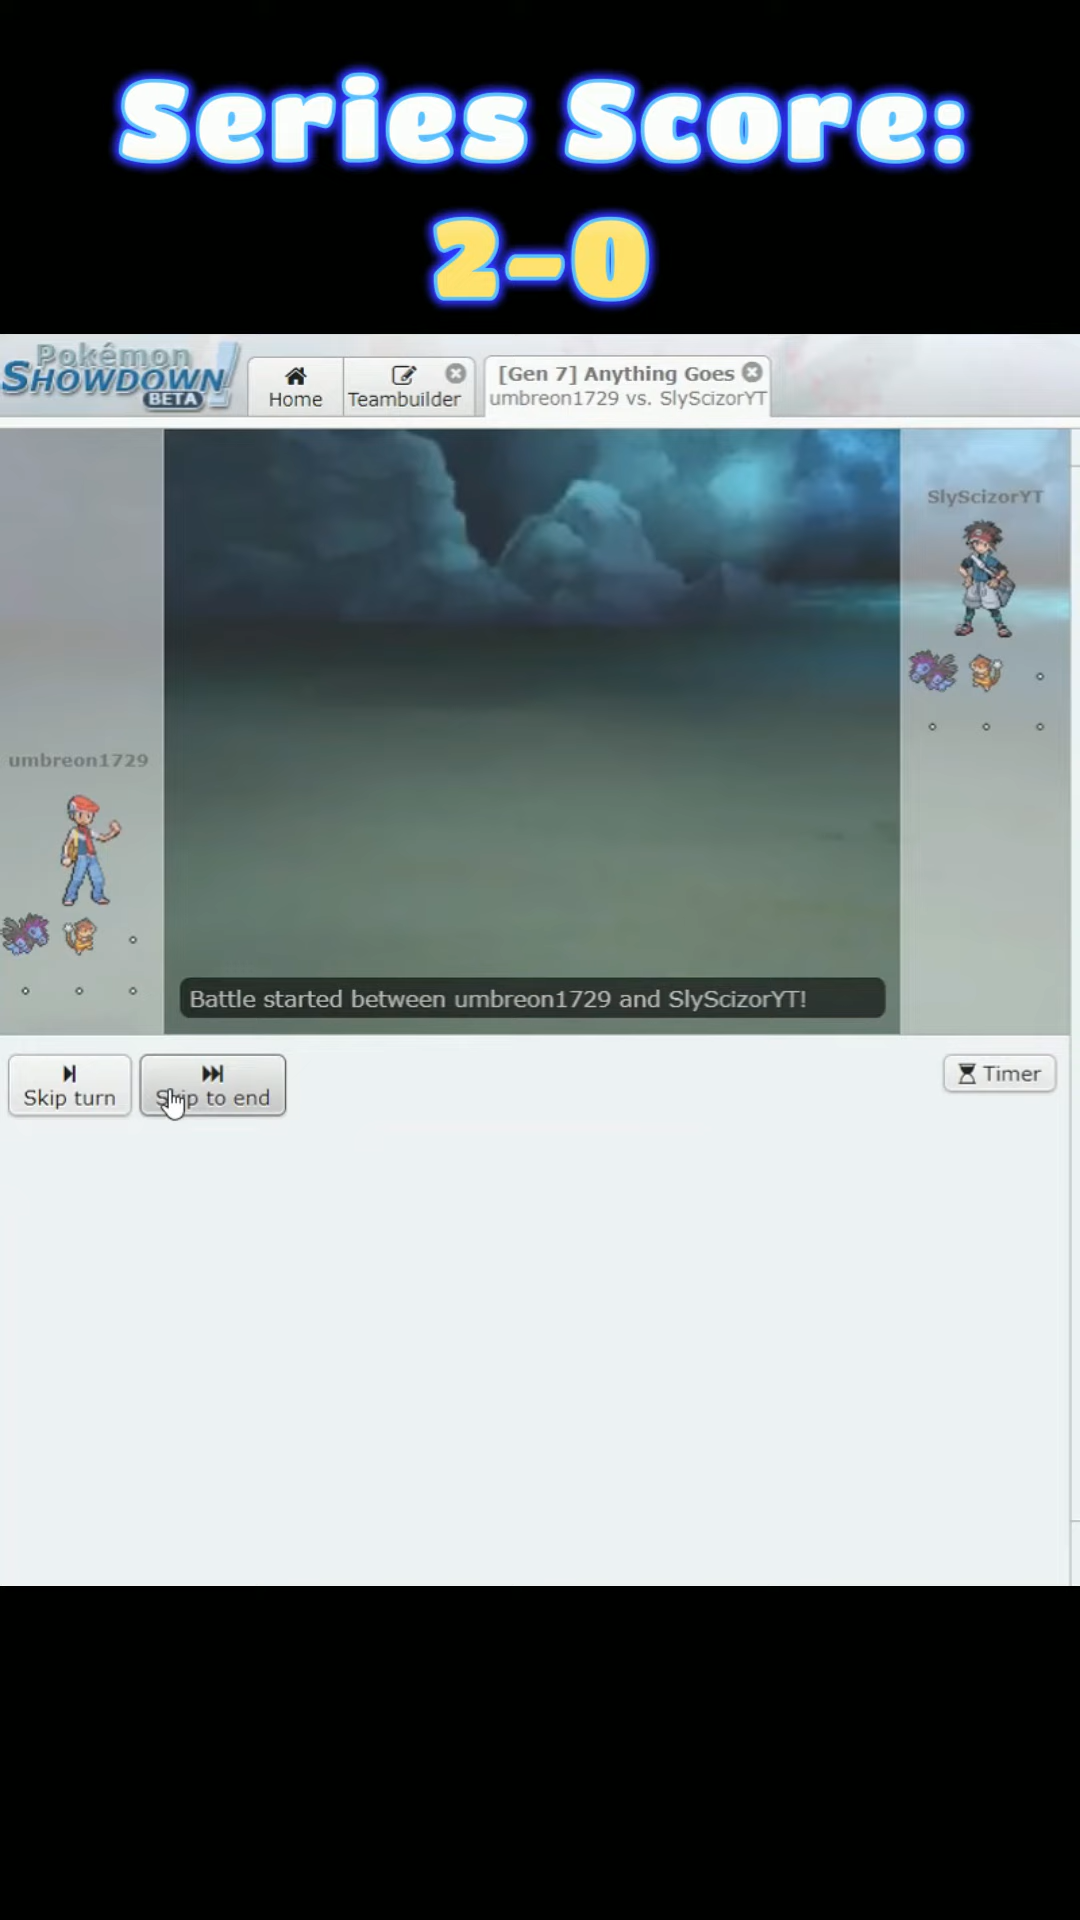 Series Score:
2-0
Pokémon
SHOWDOWN!
BETA
Home
Teambuilder
[Gen 7] Anything Goes
umbreon1729 vs. SlyScizorYT
SlyScizorYT
umbreon1729
Battle started between umbreon1729 and SlyScizorYT!
Skip turn
Skip to end
Timer